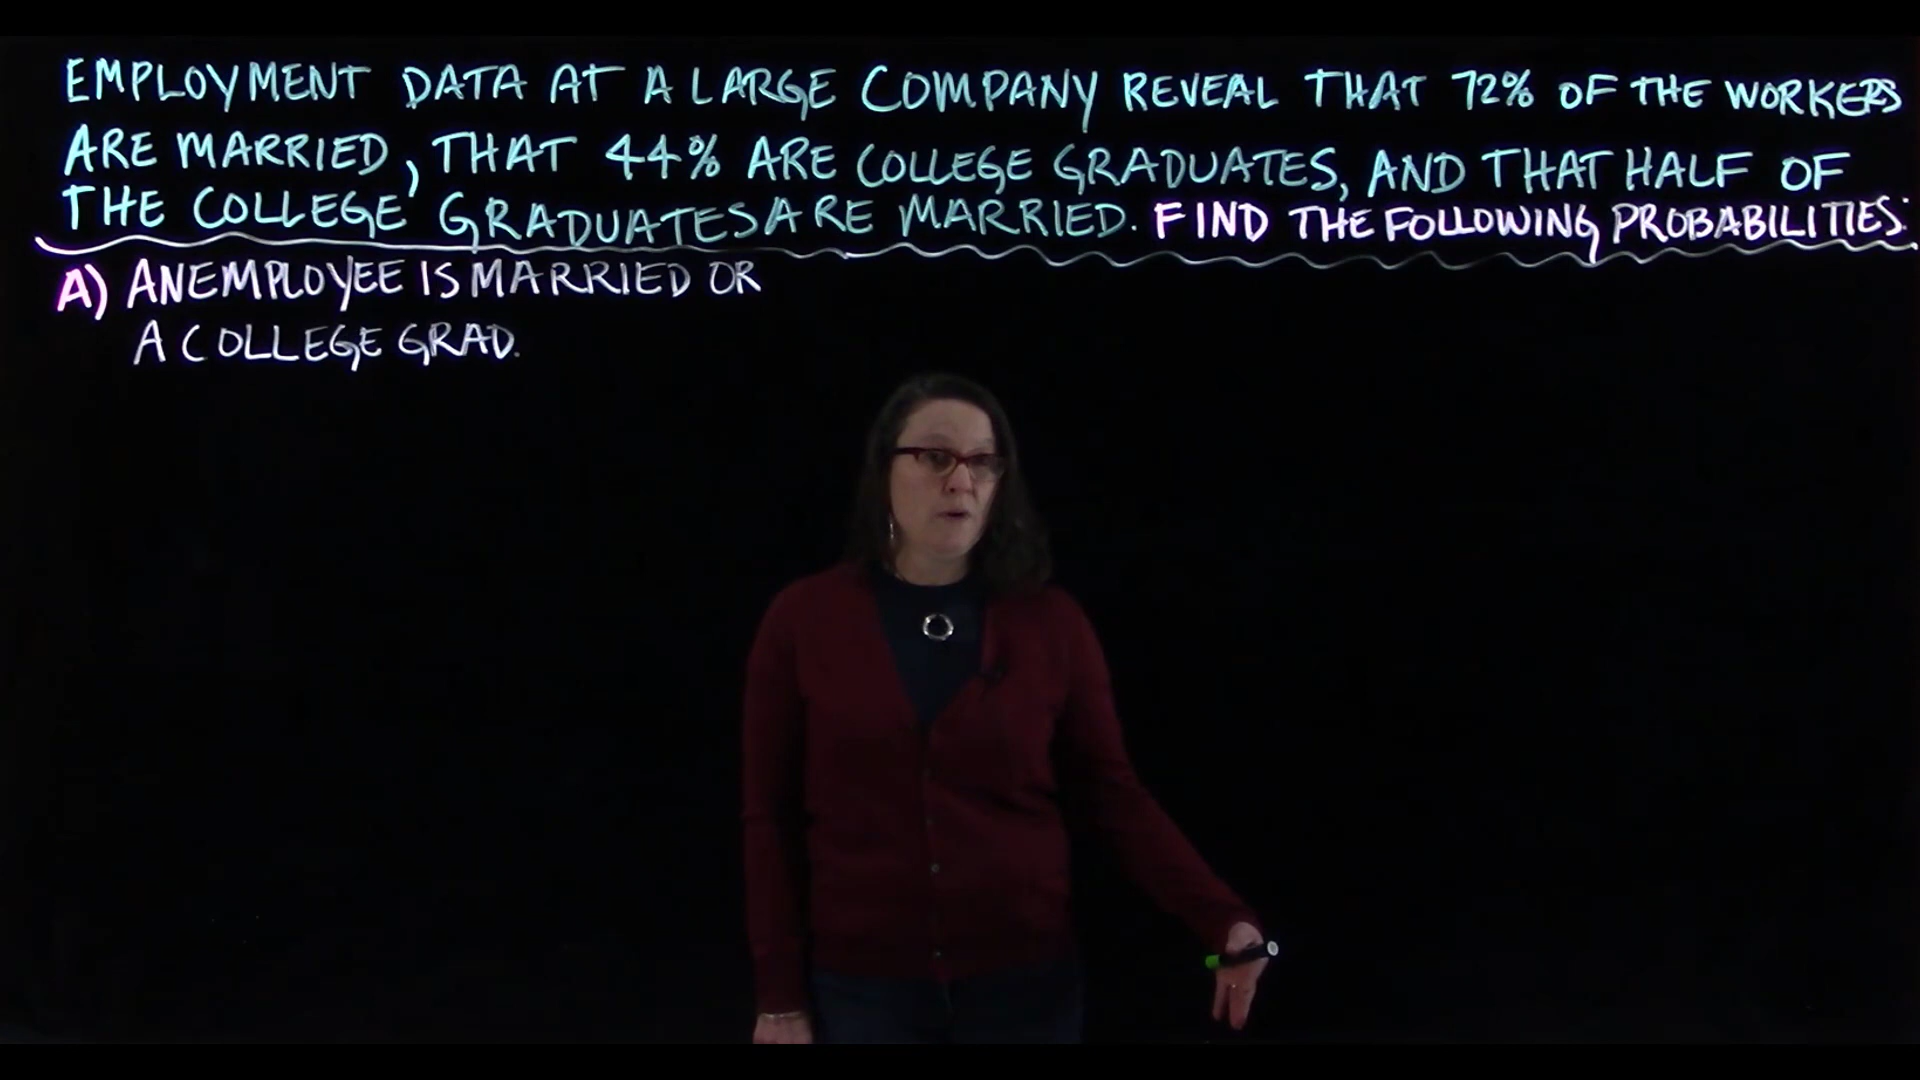 EMPLOYMENT DATA AT A LARGE COMPANY REVEAL THAT 72% OF THE WORKERS
ARE MARRIED, THAT 44% ARE COLLEGE GRADUATES, AND THAT HALF OF
THE COLLEGE GRADUATES ARE MARRIED. FIND THE FOLLOWING PROBABILITIES:
A) AN EMPLOYEE IS MARRIED OR
A COLLEGE GRAD.